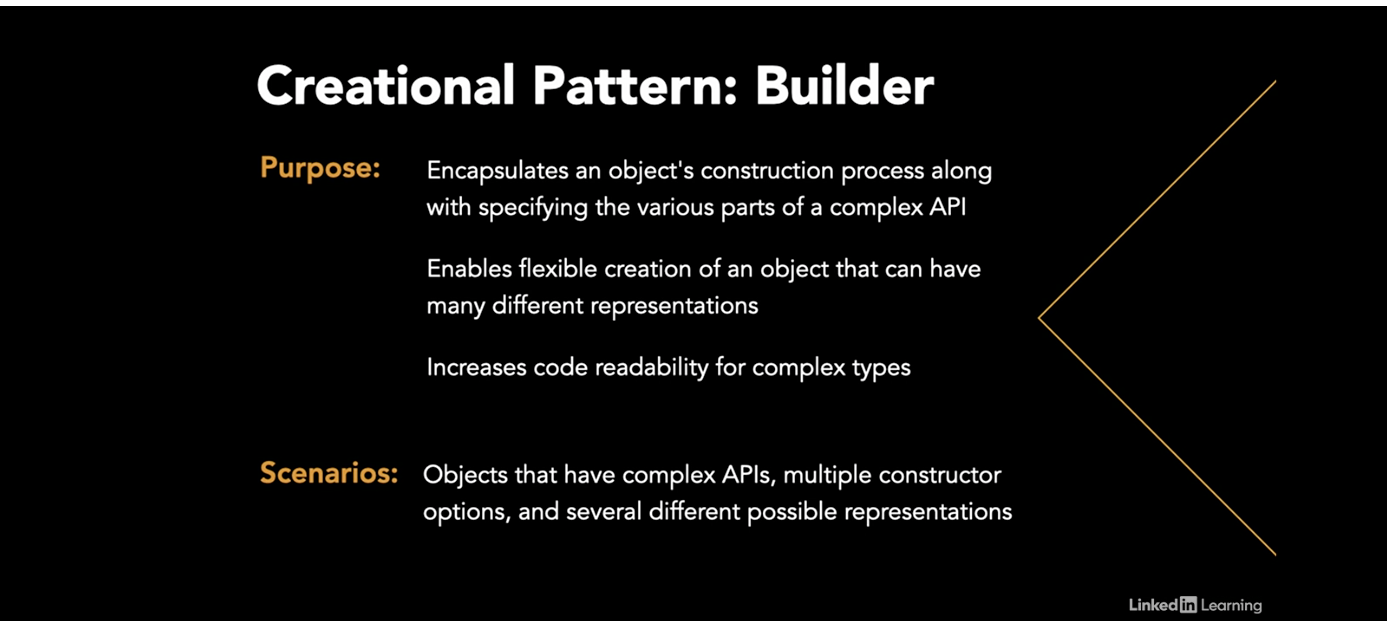 Creational Pattern: Builder
Purpose:
Encapsulates an object's construction process along
with specifying the various parts of a complex API
Enables flexible creation of an object that can have
many different representations
Increases code readability for complex types
Scenarios:
Objects that have complex APIs, multiple constructor
options, and several different possible representations
Linked in Learning